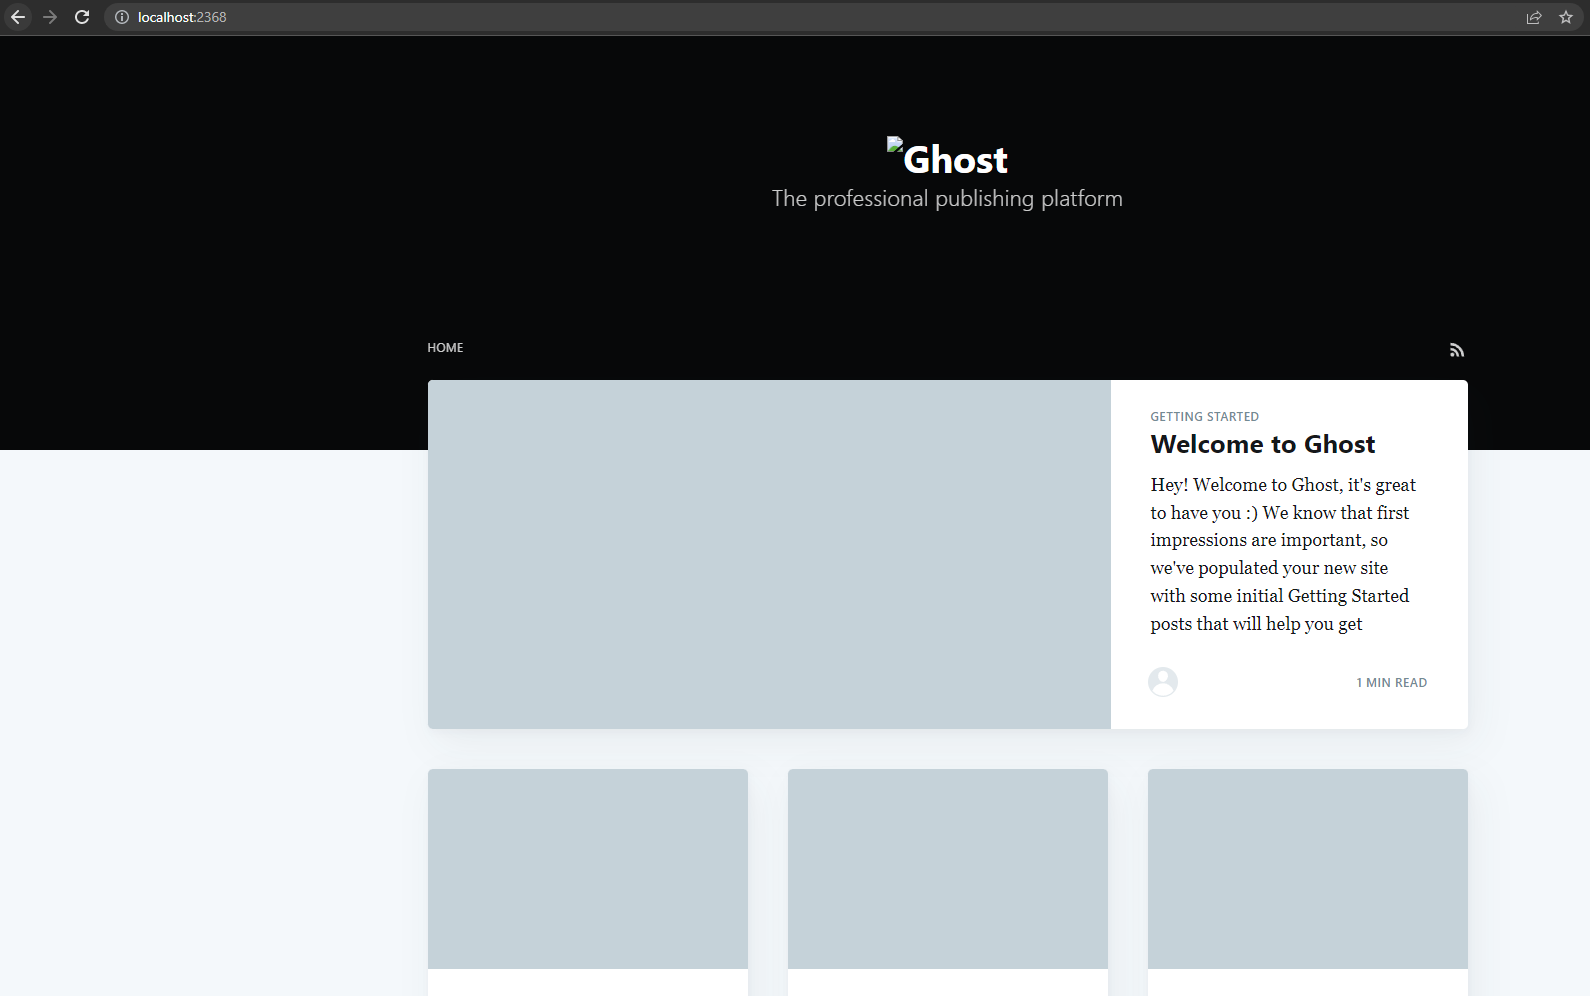 localhost:2368
Ghost
The professional publishing platform
HOME
GETTING STARTED
Welcome to Ghost
Hey! Welcome to Ghost, it's great
to have you :) We know that first
impressions are important, so
we've populated your new site
with some initial Getting Started
posts that will help you get
1 MIN READ